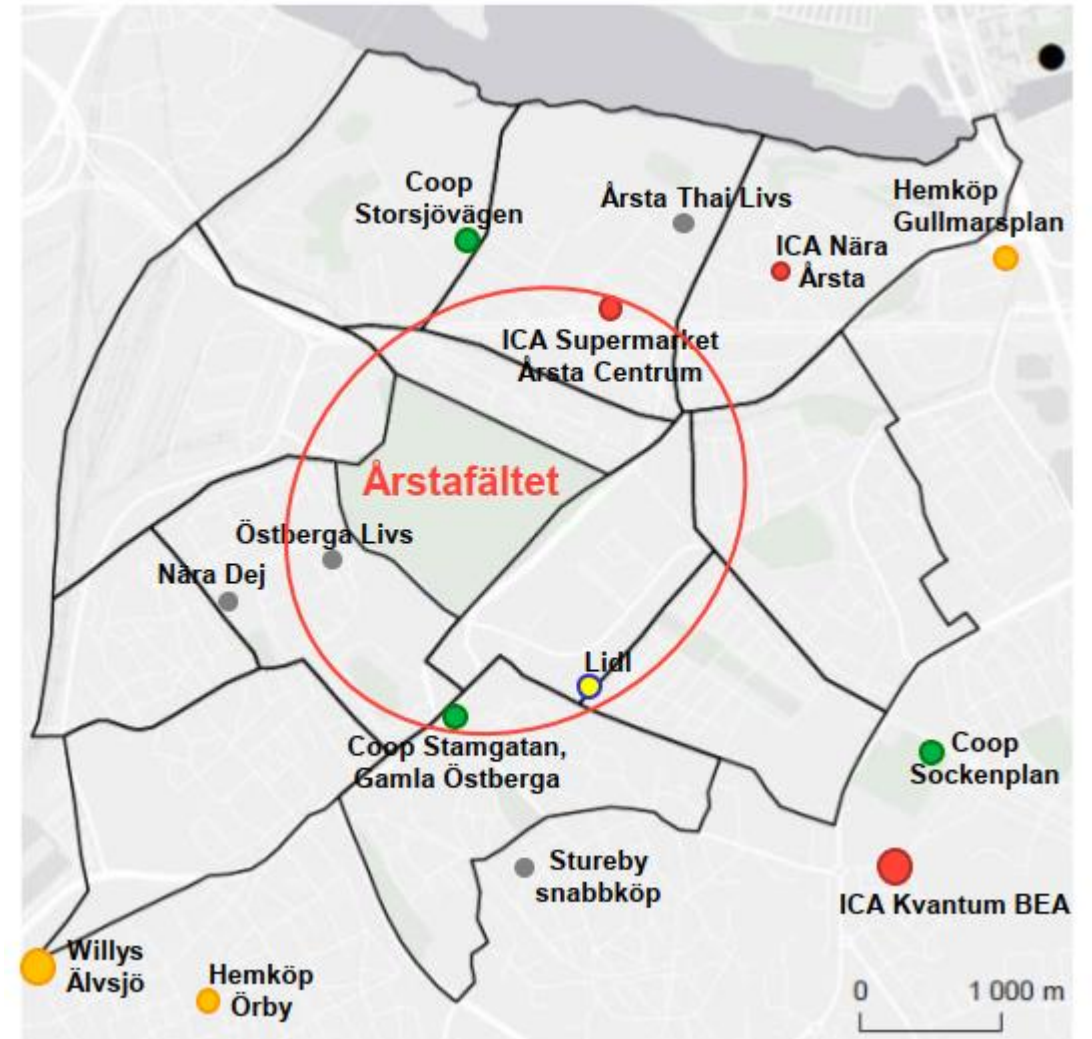 Coop
Storsjövägen
Årsta Thai Livs
Hemköp
Gullmarsplan
ICA Nära
Årsta
ICA Supermarket
Årsta Centrum
Årstafältet
Östberga Livs
Nära Dej
Lidl
Coop Stamgatan,
Gamla Östberga
Coop
Sockenplan
Stureby
snabbköp
ICA Kvantum BEA
Willys
Älvsjö
Hemköp
Örby
0 1 000 m